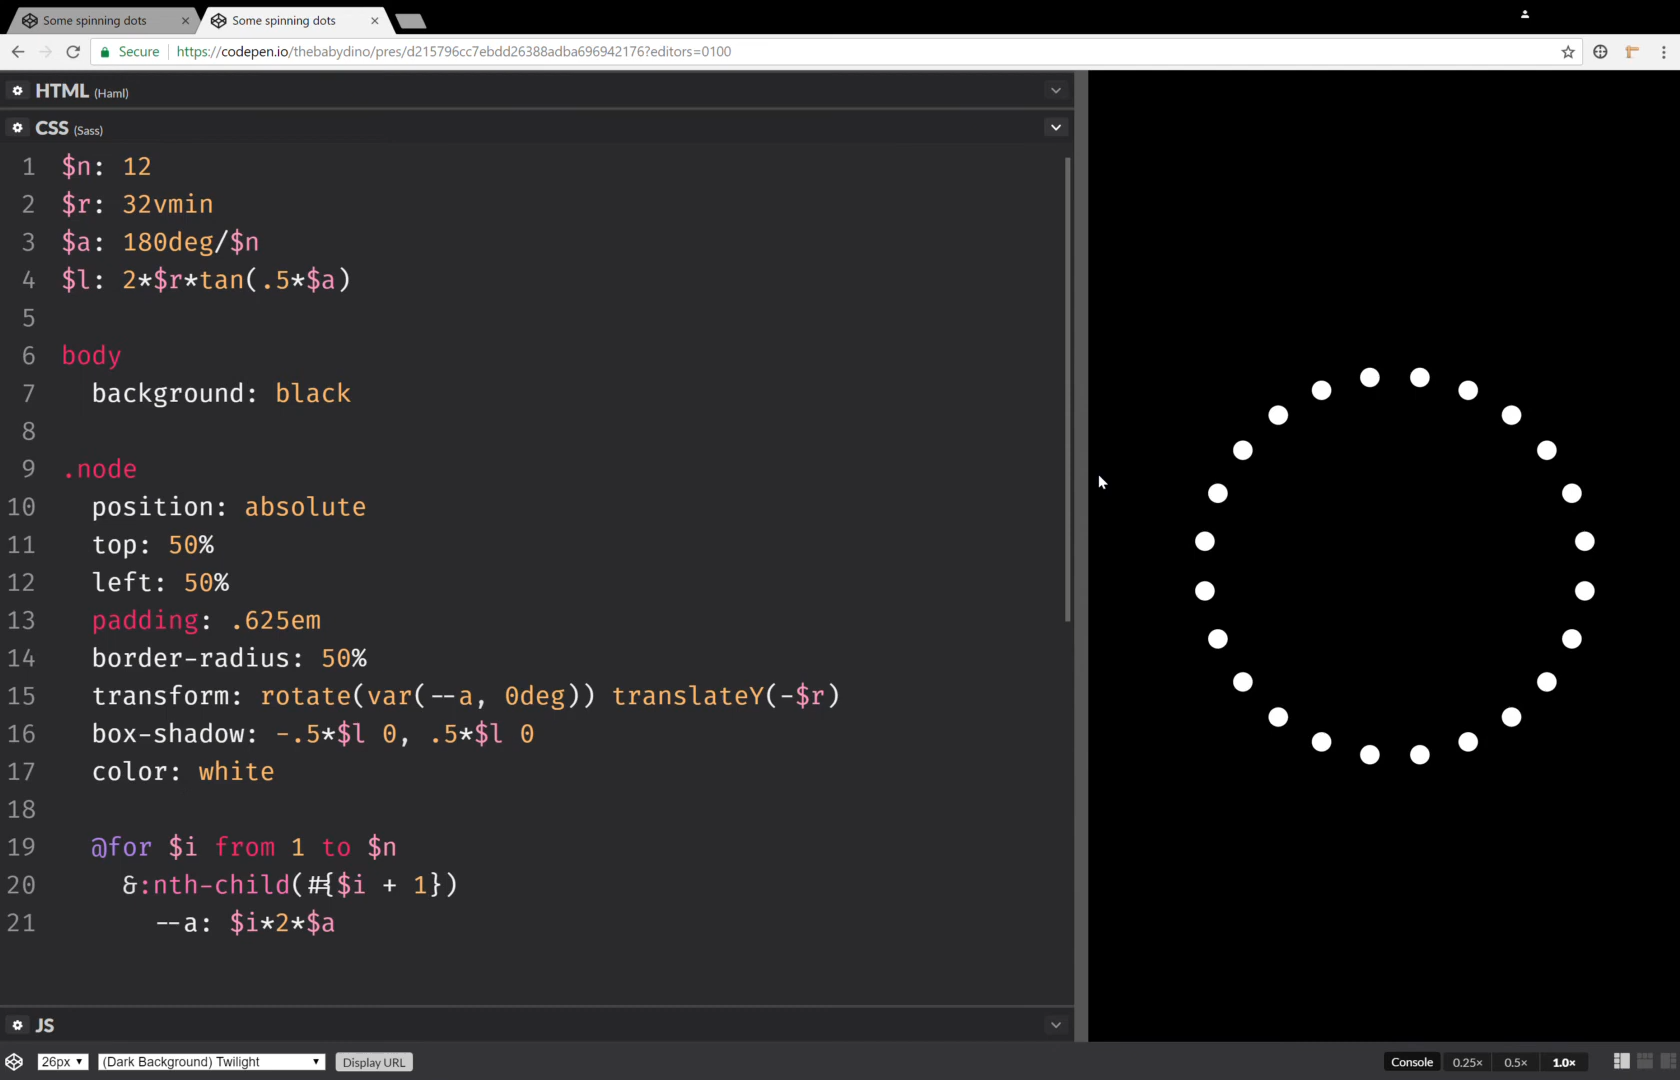 Some spinning dots
Some spinning dots
Secure https://codepen.io/thebabydino/pres/d215796cc7ebdd26388adba696942176?editors=0100
HTML (Haml)
CSS (Sass)
1 $n: 12
2 $r: 32vmin
3 $a: 180deg/$n
4 $l: 2*$r*tan(.5*$a)
5
6 body
7 background: black
8
9 .node
10 position: absolute
11 top: 50%
12 left: 50%
13 padding: .625em
14 border-radius: 50%
15 transform: rotate(var(--a, 0deg)) translateY(-$r)
16 box-shadow: -.5*$l 0, .5*$l 0
17 color: white
18
19 @for $i from 1 to $n
20 &:nth-child(#{$i + 1})
21 --a: $i*2*$a
JS
26px (Dark Background) Twilight Display URL Console 0.25× 0.5× 1.0×